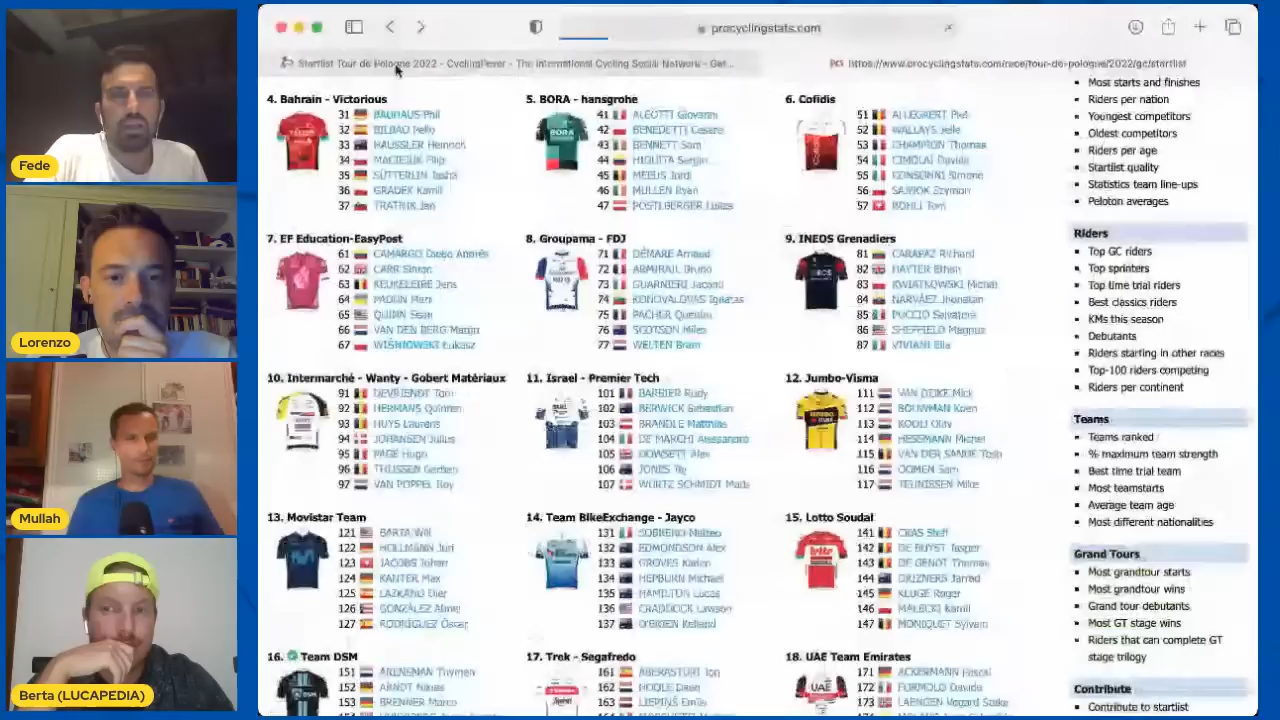 Fede
Lorenzo
Mullah
Berta (LUCAPEDIA)
procyclingstats.com
Startlist Tour de Pologne 2022 - CyclingFever - The International Cycling Social Network - Get...
https://www.procyclingstats.com/race/tour-de-pologne/2022/gc/startlist
4. Bahrain - Victorious
31 BAUHAUS Phil
32 BILBAO Pello
33 HAUSSLER Heinrich
34 MACIEJUK Filip
35 SÜTTERLIN Jasha
36 GRADEK Kamil
37 TRATNIK Jan
5. BORA - hansgrohe
41 ALEOTTI Giovanni
42 BENEDETTI Cesare
43 BENNETT Sam
44 HIGUITA Sergio
45 MEEUS Jordi
46 MULLEN Ryan
47 PÖSTLBERGER Lukas
6. Cofidis
51 ALLEGAERT Piet
52 WALLAYS Jelle
53 CHAMPION Thomas
54 CIMOLAI Davide
55 CONSONNI Simone
56 SAJNOK Szymon
57 BOHLI Tom
7. EF Education-EasyPost
61 CAMARGO Diego Andrés
62 CARR Simon
63 KEUKELEIRE Jens
64 PADUN Mark
65 QUINN Sean
66 VAN DEN BERG Marijn
67 WIŚNIOWSKI Łukasz
8. Groupama - FDJ
71 DÉMARE Arnaud
72 ARMIRAIL Bruno
73 GUARNIERI Jacopo
74 KONOVALOVAS Ignatas
75 PACHER Quentin
76 SCOTSON Miles
77 WELTEN Bram
9. INEOS Grenadiers
81 CARAPAZ Richard
82 HAYTER Ethan
83 KWIATKOWSKI Michał
84 NARVÁEZ Jhonatan
85 PUCCIO Salvatore
86 SHEFFIELD Magnus
87 VIVIANI Elia
10. Intermarché - Wanty - Gobert Matériaux
91 DEVRIENDT Tom
92 HERMANS Quinten
93 HUYS Laurens
94 JOHANSEN Julius
95 PAGE Hugo
96 THIJSSEN Gerben
97 VAN POPPEL Boy
11. Israel - Premier Tech
101 BARBIER Rudy
102 BERWICK Sebastian
103 BRÄNDLE Matthias
104 DE MARCHI Alessandro
105 DOWSETT Alex
106 JONES Taj
107 WÜRTZ SCHMIDT Mads
12. Jumbo-Visma
111 VAN DIJKE Mick
112 BOUWMAN Koen
113 KOOIJ Olav
114 HESSMANN Michel
115 VAN DER SANDE Tosh
116 OOMEN Sam
117 TEUNISSEN Mike
13. Movistar Team
121 BARTA Will
122 HOLLMANN Juri
123 JACOBS Johan
124 KANTER Max
125 LAZKANO Oier
126 GONZÁLEZ Abner
127 RODRÍGUEZ Óscar
14. Team BikeExchange - Jayco
131 SOBRERO Matteo
132 EDMONDSON Alex
133 GROVES Kaden
134 HEPBURN Michael
135 HAMILTON Lucas
136 CRADDOCK Lawson
137 O'BRIEN Kelland
15. Lotto Soudal
141 CRAS Steff
142 DE BUYST Jasper
143 DE GENDT Thomas
144 DRIZNERS Jarrad
145 KLUGE Roger
146 MAŁECKI Kamil
147 MONIQUET Sylvain
16. Team DSM
151 ARENSMAN Thymen
152 ARNDT Nikias
153 BRENNER Marco
17. Trek - Segafredo
161 ABERASTURI Jon
162 HOOLE Daan
163 LIEPIŅŠ Emīls
18. UAE Team Emirates
171 ACKERMANN Pascal
172 FORMOLO Davide
173 LAENGEN Vegard Stake
Most starts and finishes
Riders per nation
Youngest competitors
Oldest competitors
Riders per age
Startlist quality
Statistics team line-ups
Peloton averages
Riders
Top GC riders
Top sprinters
Top time trial riders
Best classics riders
KMs this season
Debutants
Riders starting in other races
Top-100 riders competing
Riders per continent
Teams
Teams ranked
% maximum team strength
Best time trial team
Most teamstarts
Average team age
Most different nationalities
Grand Tours
Most grandtour starts
Most grandtour wins
Grand tour debutants
Most GT stage wins
Riders that can complete GT
stage trilogy
Contribute
Contribute to startlist